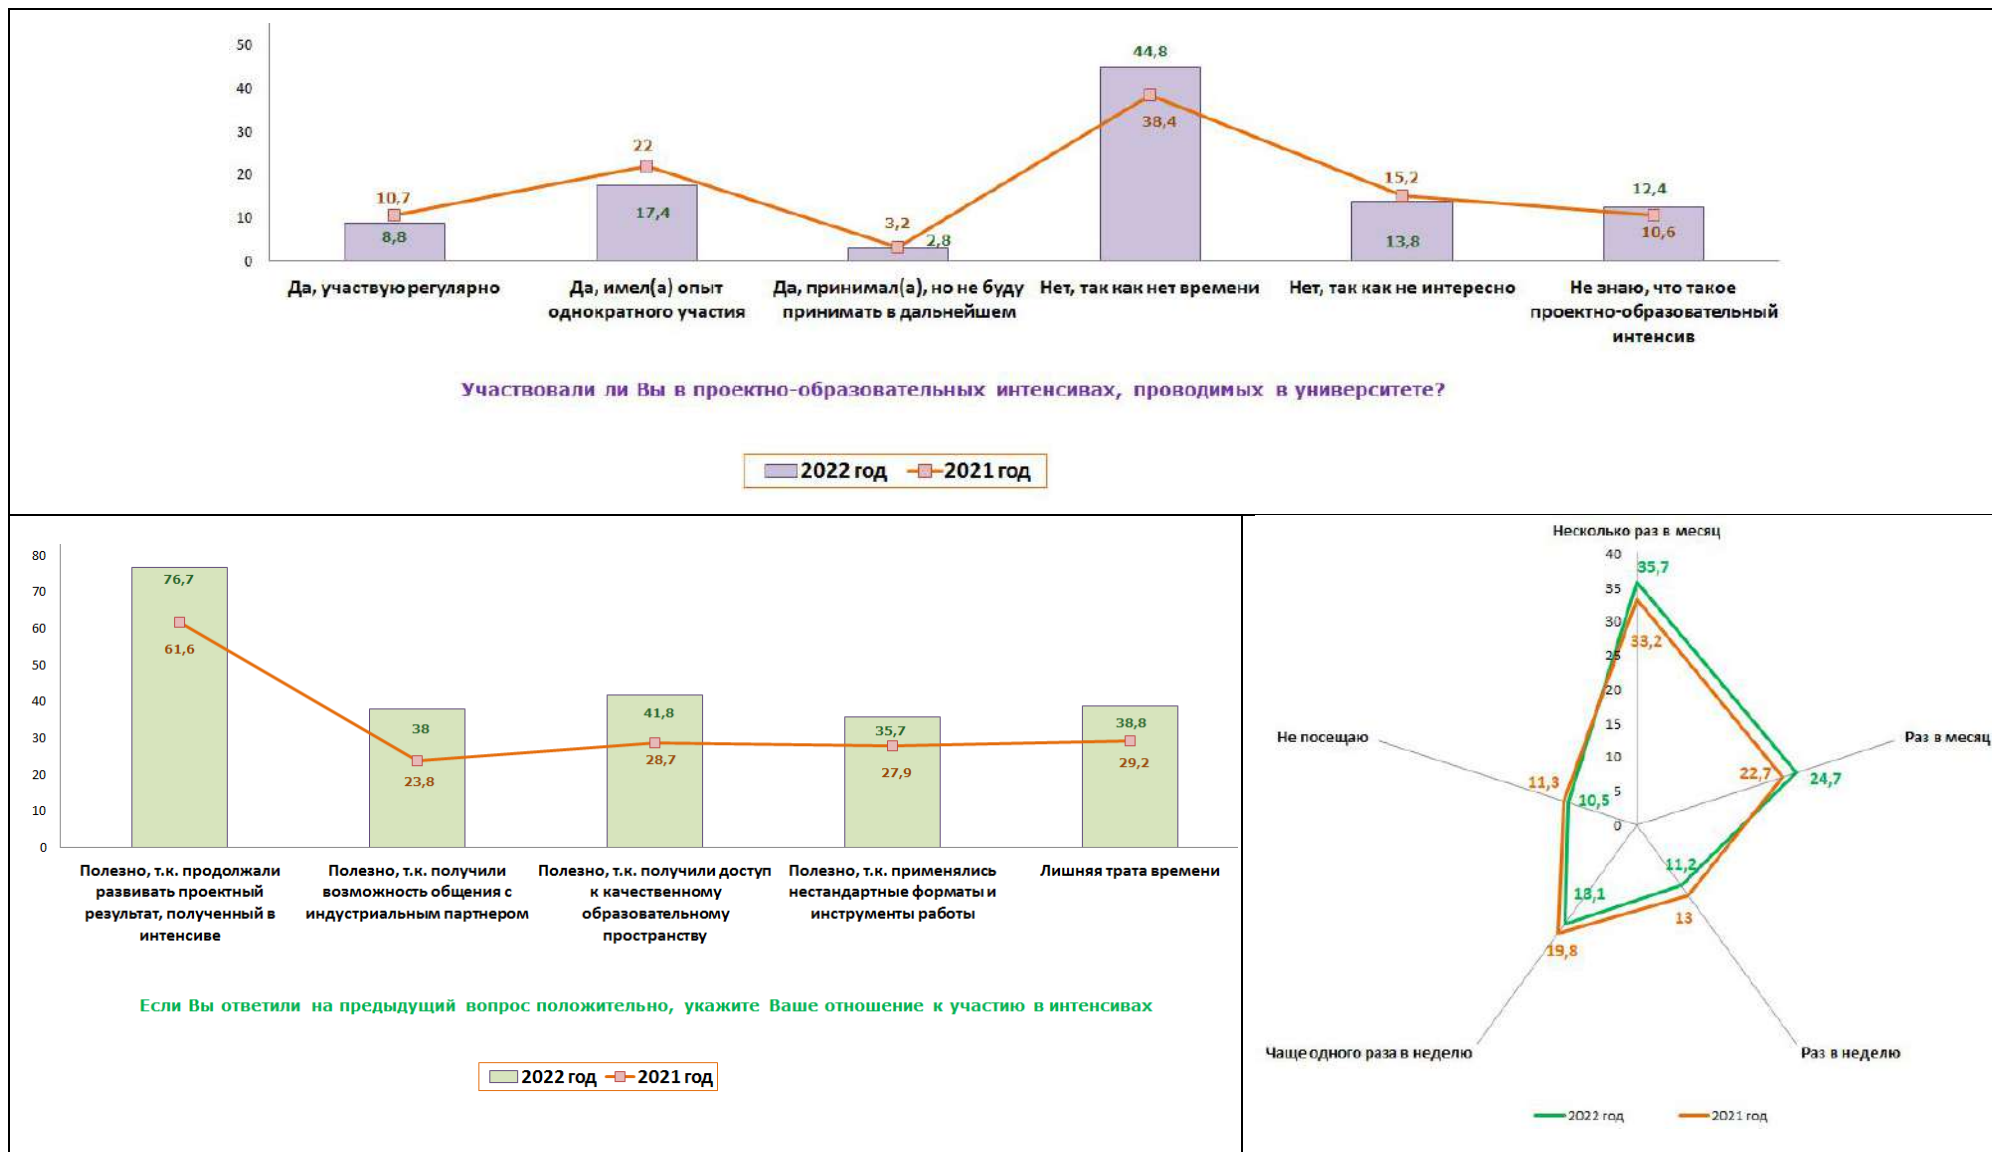 50
40
30
20
10
0
44,8
38,4
22
17,4
10,7
8,8
3,2
2,8
15,2
13,8
12,4
10,6
Да, участвую регулярно
Да, имел(а) опыт
однократного участия
Да, принимал(а), но не буду
принимать в дальнейшем
Нет, так как нет времени
Нет, так как не интересно
Не знаю, что такое
проектно-образовательный
интенсив
Участвовали ли Вы в проектно-образовательных интенсивах, проводимых в университете?
2022 год 2021 год
80
70
60
50
40
30
20
10
0
76,7
61,6
38
23,8
41,8
28,7
35,7
27,9
38,8
29,2
Полезно, т.к. продолжали
развивать проектный
результат, полученный в
интенсиве
Полезно, т.к. получили
возможность общения с
индустриальным партнером
Полезно, т.к. получили доступ
к качественному
образовательному
пространству
Полезно, т.к. применялись
нестандартные форматы и
инструменты работы
Лишняя трата времени
Если Вы ответили на предыдущий вопрос положительно, укажите Ваше отношение к участию в интенсивах
2022 год 2021 год
Несколько раз в месяц
40
35
30
25
20
15
10
5
0
35,7
33,2
Раз в месяц
22,7
24,7
Не посещаю
11,3
10,5
11,2
13
18,1
19,8
Чаще одного раза в неделю
Раз в неделю
2022 год 2021 год